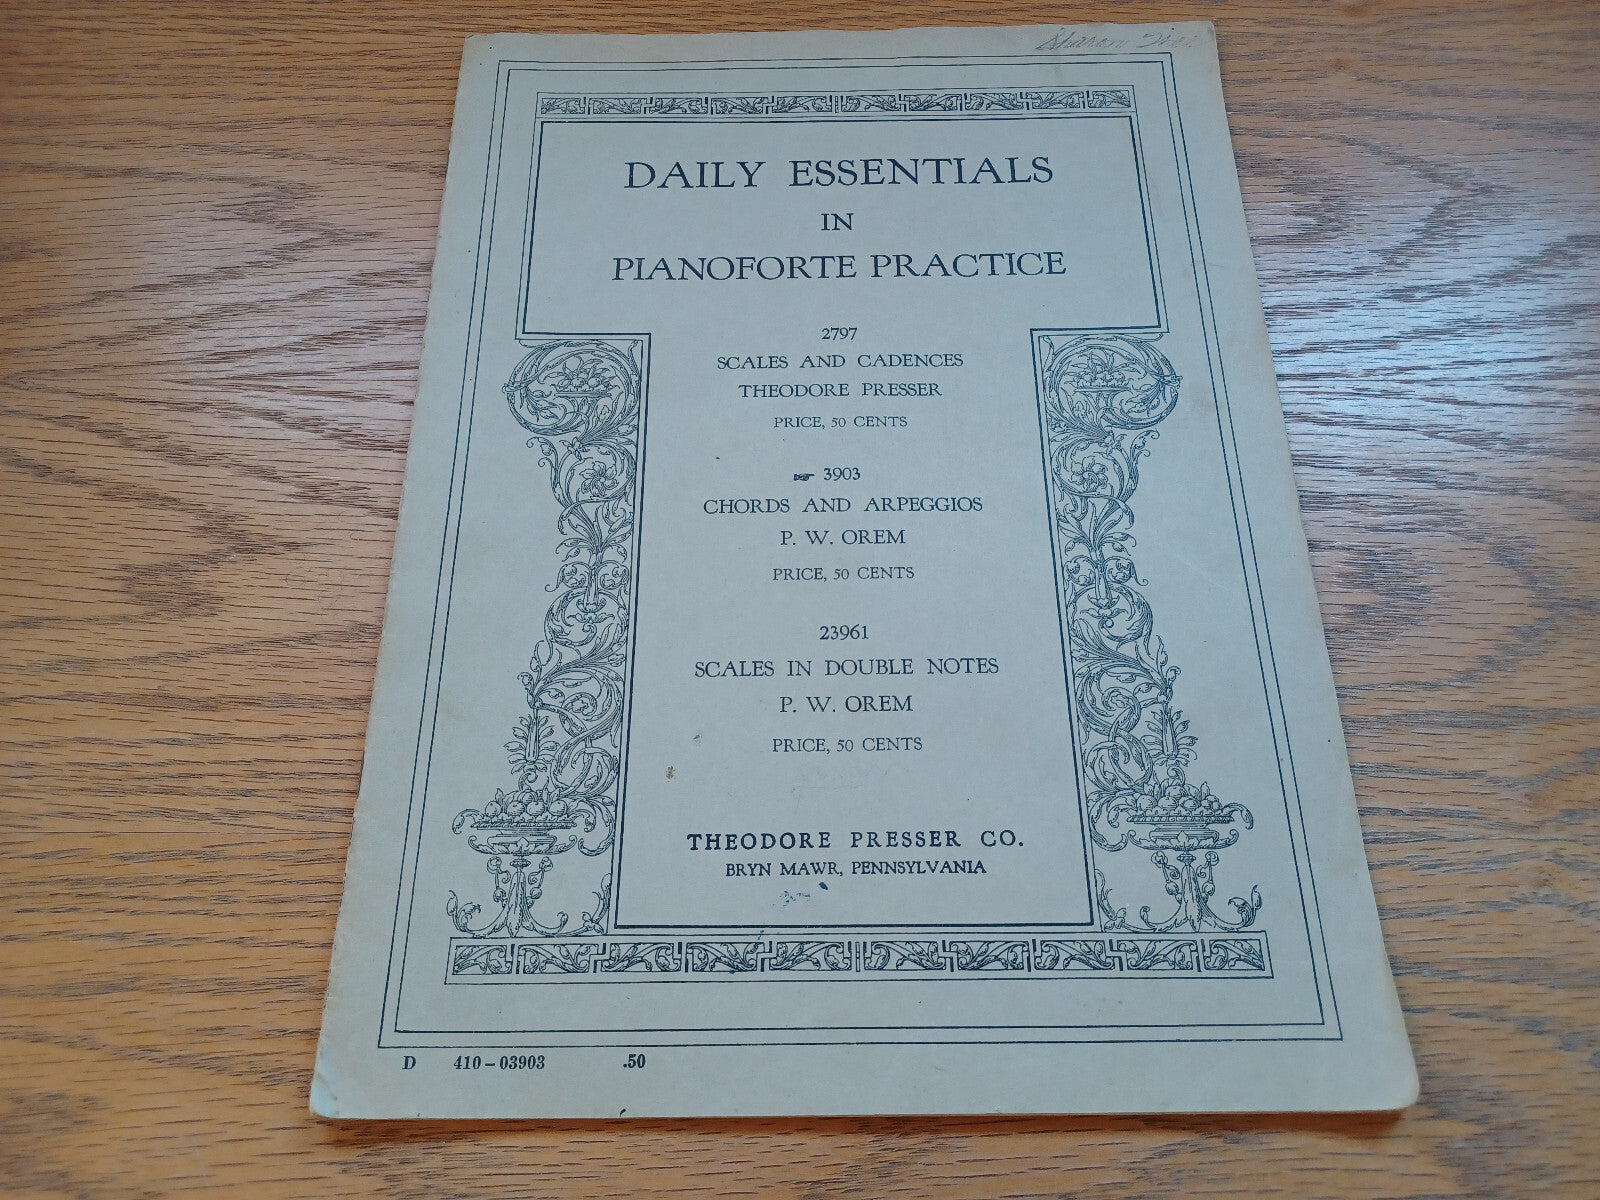 Sharon
DAILY ESSENTIALS
IN
PIANOFORTE PRACTICE
2797
SCALES AND CADENCES
THEODORE PRESSER
PRICE, 50 CENTS
☞ 3903
CHORDS AND ARPEGGIOS
P. W. OREM
PRICE, 50 CENTS
23961
SCALES IN DOUBLE NOTES
P. W. OREM
PRICE, 50 CENTS
THEODORE PRESSER CO.
BRYN MAWR, PENNSYLVANIA
D 410-03903 .50